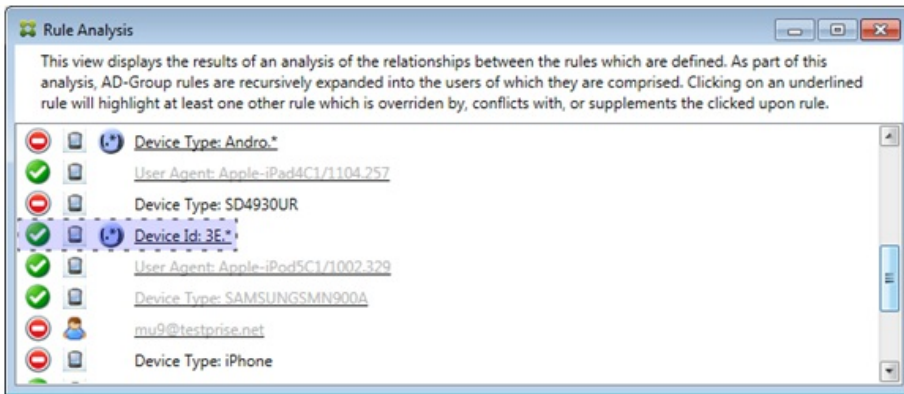 Rule Analysis
This view displays the results of an analysis of the relationships between the rules which are defined. As part of this
analysis, AD-Group rules are recursively expanded into the users of which they are comprised. Clicking on an underlined
rule will highlight at least one other rule which is overriden by, conflicts with, or supplements the clicked upon rule.
(.*) Device Type: Andro.*
User Agent: Apple-iPad4C1/1104.257
Device Type: SD4930UR
(.*) Device Id: 3E.*
User Agent: Apple-iPod5C1/1002.329
Device Type: SAMSUNGSMN900A
mu9@testprise.net
Device Type: iPhone